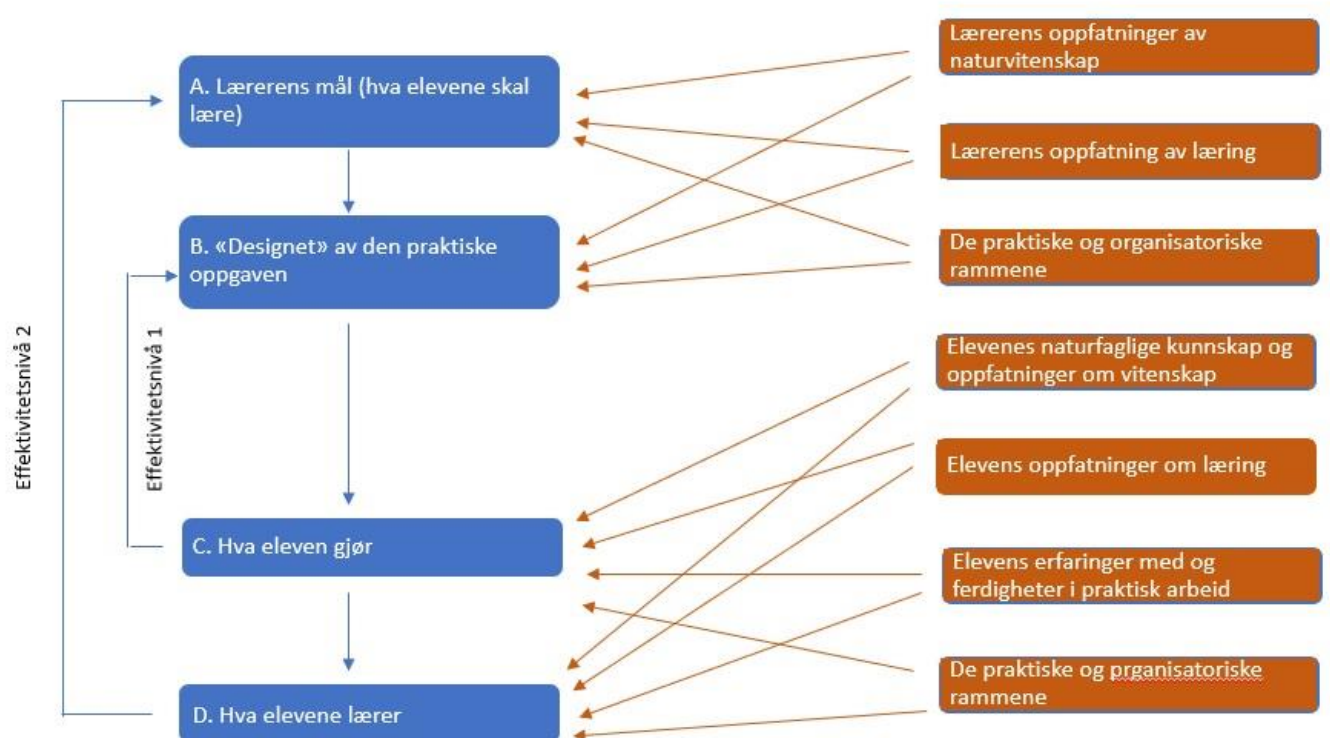 Lærerens oppfatninger av
naturvitenskap
A. Lærerens mål (hva elevene skal
lære)
Lærerens oppfatning av læring
B. «Designet» av den praktiske
oppgaven
De praktiske og organisatoriske
rammene
Effektivitetsnivå 2
Effektivitetsnivå 1
Elevenes naturfaglige kunnskap og
oppfatninger om vitenskap
Elevens oppfatninger om læring
C. Hva eleven gjør
Elevens erfaringer med og
ferdigheter i praktisk arbeid
De praktiske og prganisatoriske
rammene
D. Hva elevene lærer